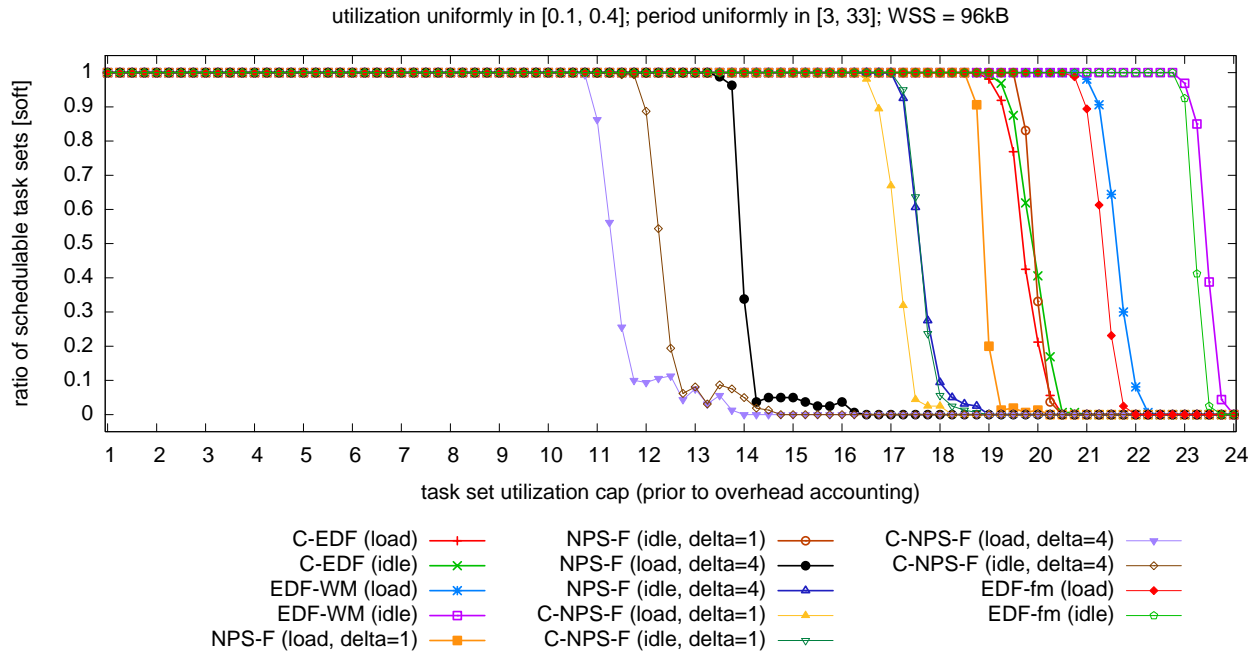 utilization uniformly in [0.1, 0.4]; period uniformly in [3, 33]; WSS = 96kB
ratio of schedulable task sets [soft]
1
0.9
0.8
0.7
0.6
0.5
0.4
0.3
0.2
0.1
0
1 2 3 4 5 6 7 8 9 10 11 12 13 14 15 16 17 18 19 20 21 22 23 24
task set utilization cap (prior to overhead accounting)
C-EDF (load)
C-EDF (idle)
EDF-WM (load)
EDF-WM (idle)
NPS-F (load, delta=1)
NPS-F (idle, delta=1)
NPS-F (load, delta=4)
NPS-F (idle, delta=4)
C-NPS-F (load, delta=1)
C-NPS-F (idle, delta=1)
C-NPS-F (load, delta=4)
C-NPS-F (idle, delta=4)
EDF-fm (load)
EDF-fm (idle)